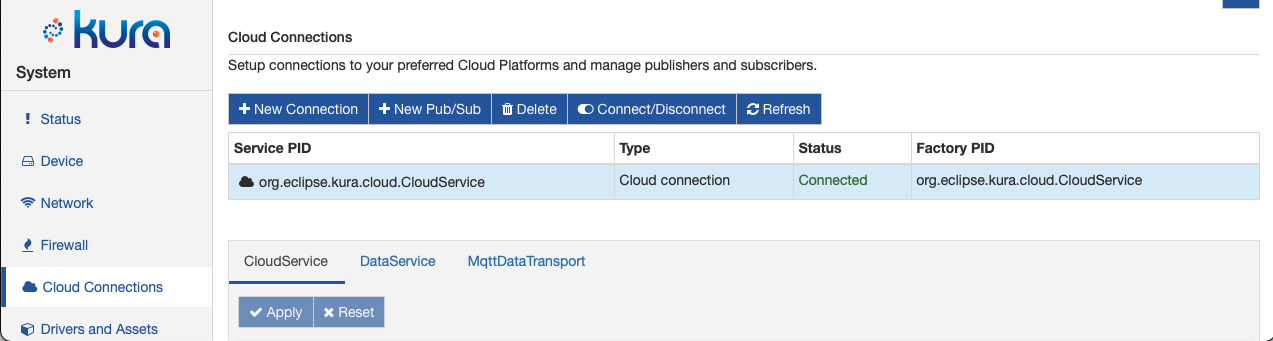 kura
System
Status
Device
Network
Firewall
Cloud Connections
Drivers and Assets
Cloud Connections
Setup connections to your preferred Cloud Platforms and manage publishers and subscribers.
New Connection New Pub/Sub Delete Connect/Disconnect Refresh
Service PID Type Status Factory PID
org.eclipse.kura.cloud.CloudService Cloud connection Connected org.eclipse.kura.cloud.CloudService
CloudService DataService MqttDataTransport
Apply Reset